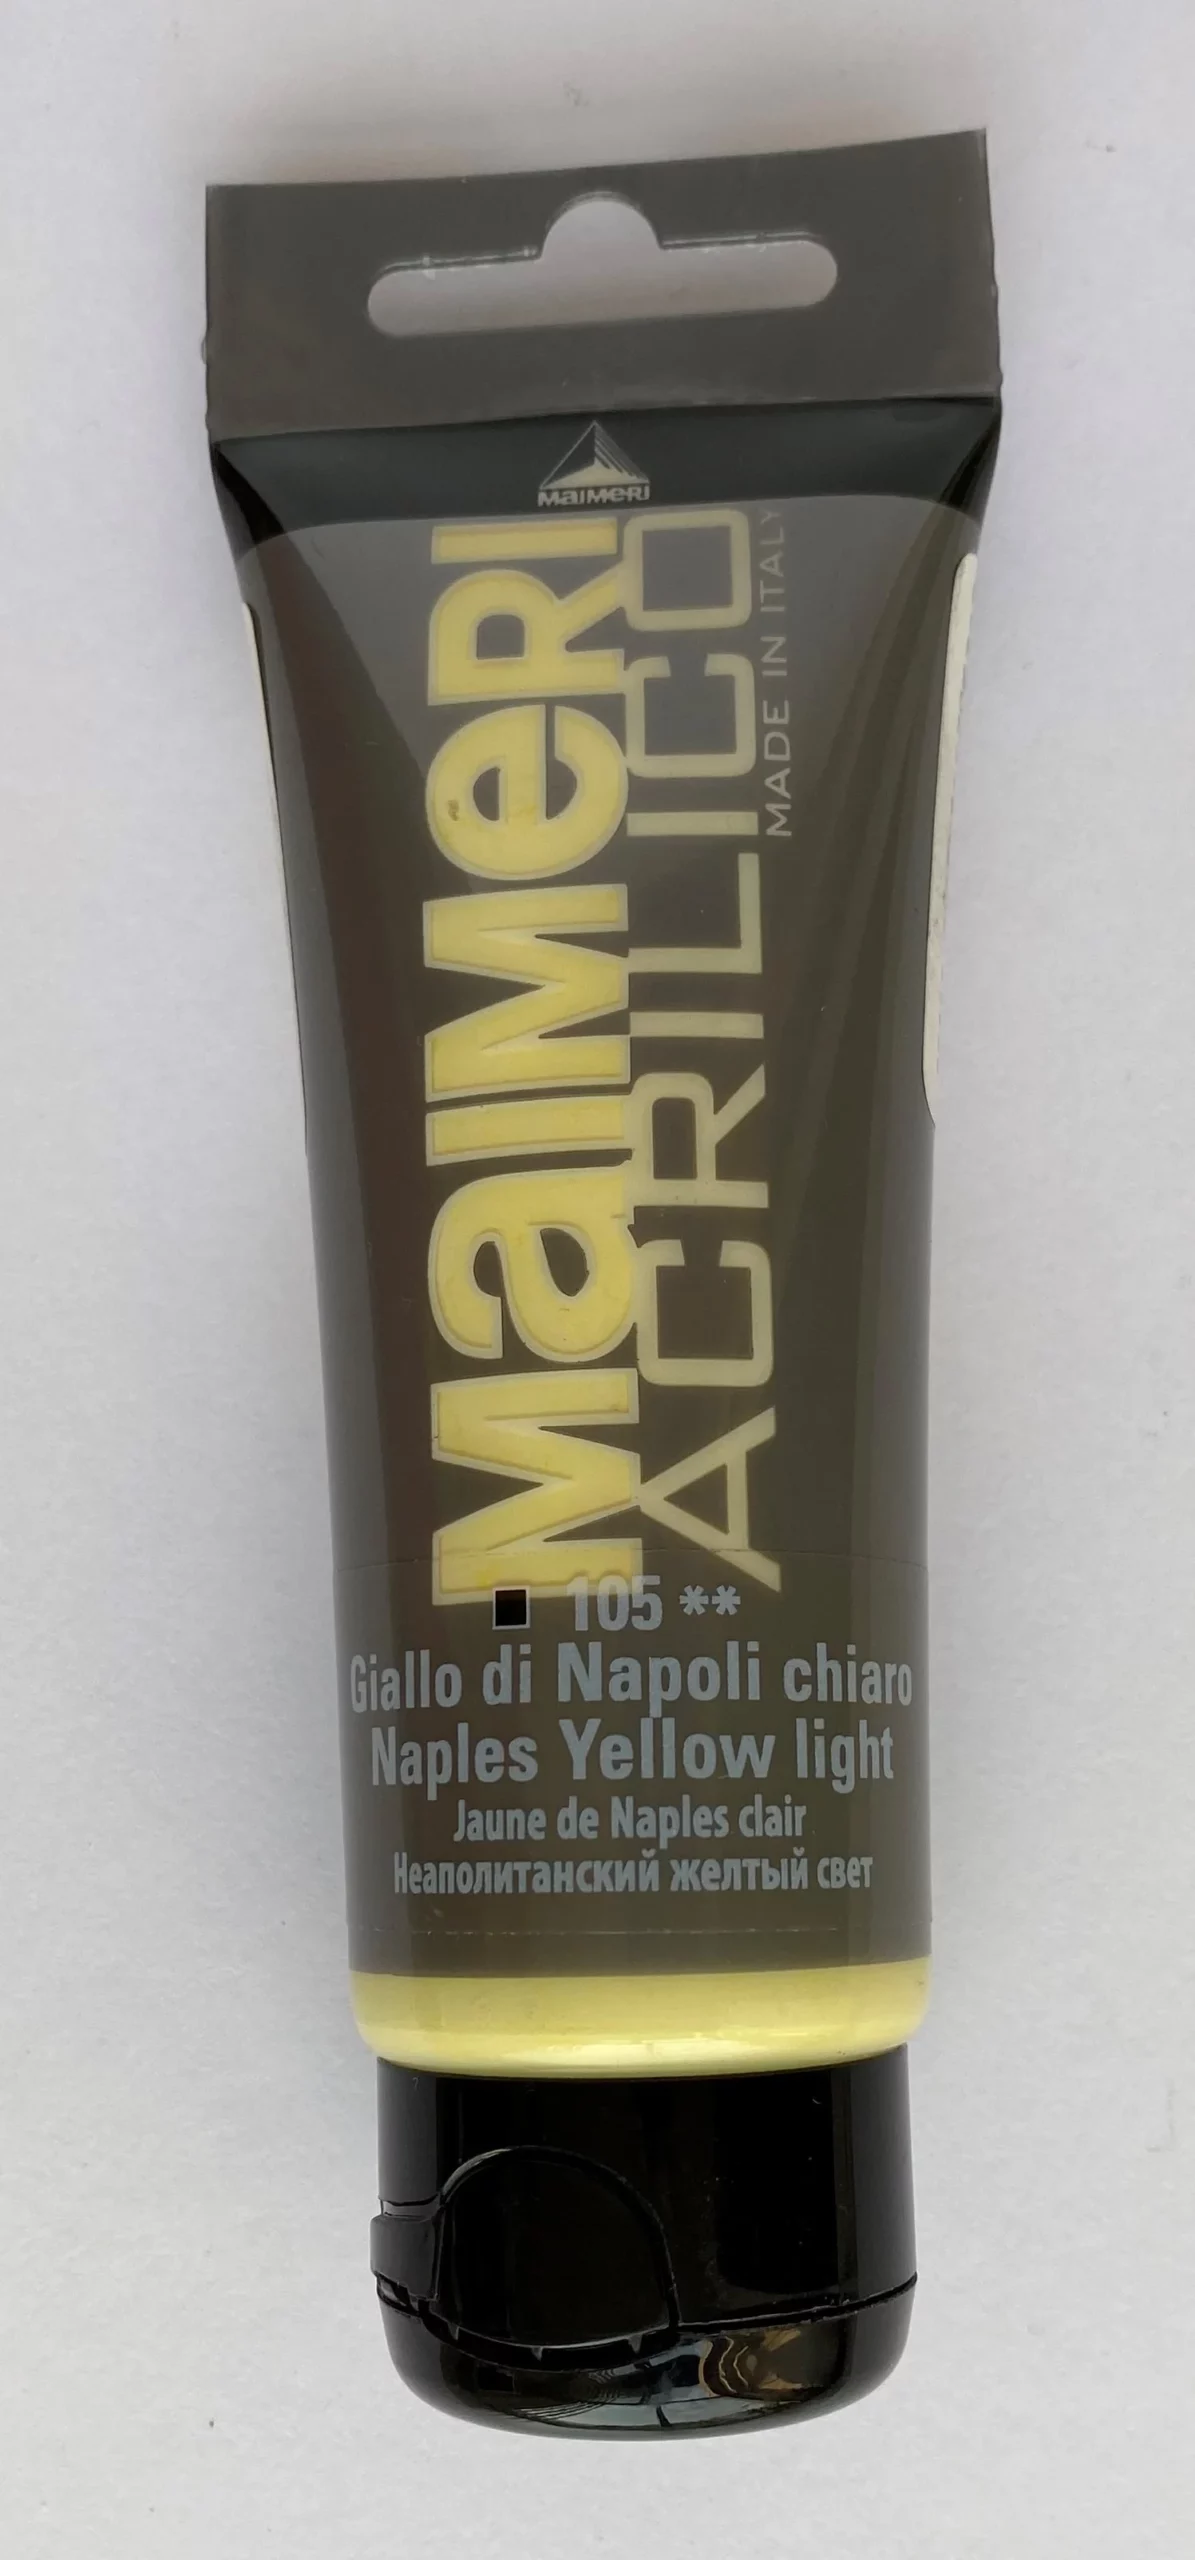 MaIMeRI
MaIMeRI
ACRILICO
MADE IN ITALY
105 **
Giallo di Napoli chiaro
Naples Yellow light
Jaune de Naples clair
Неаполитанский желтый свет